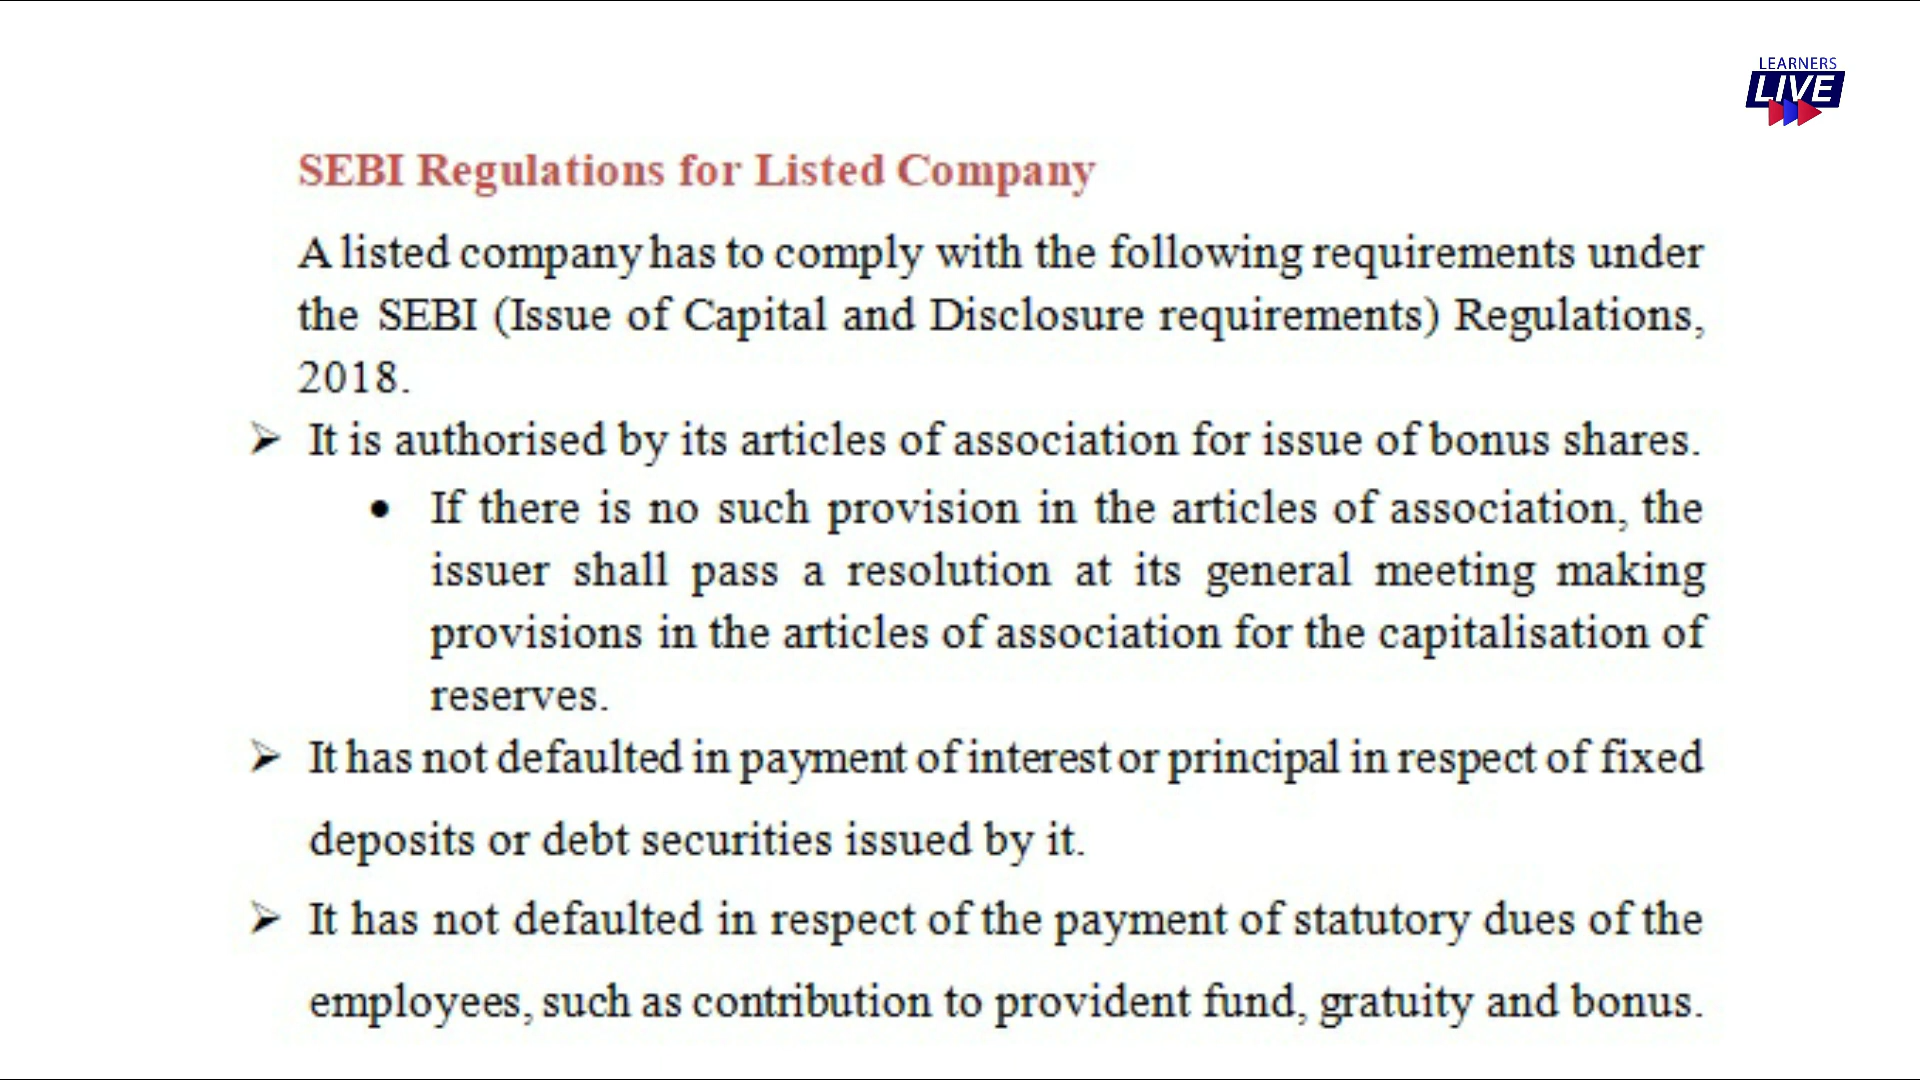 LEARNERS
LIVE
SEBI Regulations for Listed Company
A listed company has to comply with the following requirements under
the SEBI (Issue of Capital and Disclosure requirements) Regulations,
2018.
➢ It is authorised by its articles of association for issue of bonus shares.
• If there is no such provision in the articles of association, the
issuer shall pass a resolution at its general meeting making
provisions in the articles of association for the capitalisation of
reserves.
➢ It has not defaulted in payment of interest or principal in respect of fixed
deposits or debt securities issued by it.
➢ It has not defaulted in respect of the payment of statutory dues of the
employees, such as contribution to provident fund, gratuity and bonus.